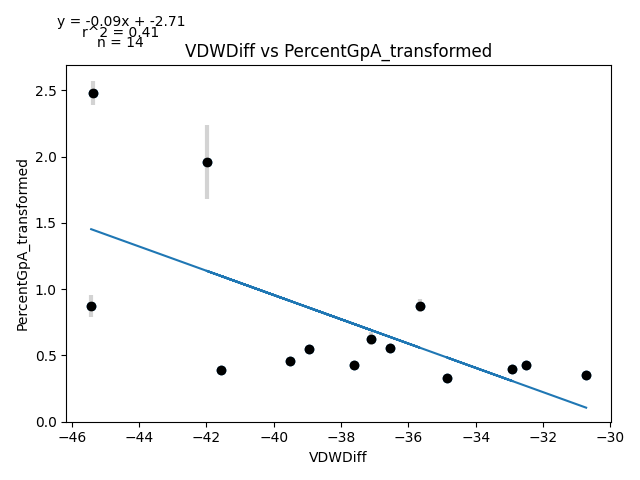 y = -0.09x + -2.71
r^2 = 0.41
n = 14
VDWDiff vs PercentGpA_transformed
PercentGpA_transformed
2.5
2.0
1.5
1.0
0.5
0.0
−46 −44 −42 −40 −38 −36 −34 −32 −30
VDWDiff